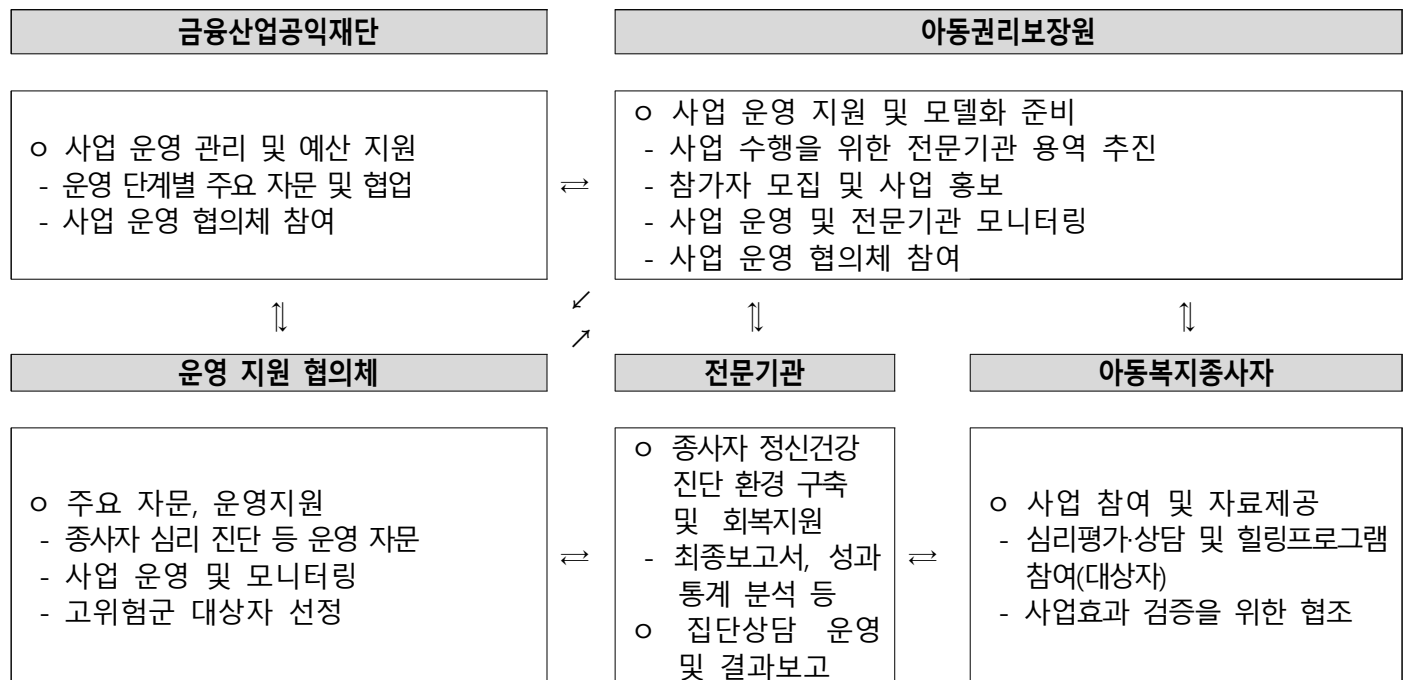 금융산업공익재단
아동권리보장원
ㅇ 사업 운영 관리 및 예산 지원
- 운영 단계별 주요 자문 및 협업
- 사업 운영 협의체 참여
⇄
ㅇ 사업 운영 지원 및 모델화 준비
- 사업 수행을 위한 전문기관 용역 추진
- 참가자 모집 및 사업 홍보
- 사업 운영 및 전문기관 모니터링
- 사업 운영 협의체 참여
⇅
↙
↗
⇅
⇅
운영 지원 협의체
전문기관
아동복지종사자
ㅇ 주요 자문, 운영지원
- 종사자 심리 진단 등 운영 자문
- 사업 운영 및 모니터링
- 고위험군 대상자 선정
⇄
ㅇ 종사자 정신건강
진단 환경 구축
및 회복지원
- 최종보고서, 성과
통계 분석 등
ㅇ 집단상담 운영
및 결과보고
⇄
ㅇ 사업 참여 및 자료제공
- 심리평가·상담 및 힐링프로그램
참여(대상자)
- 사업효과 검증을 위한 협조